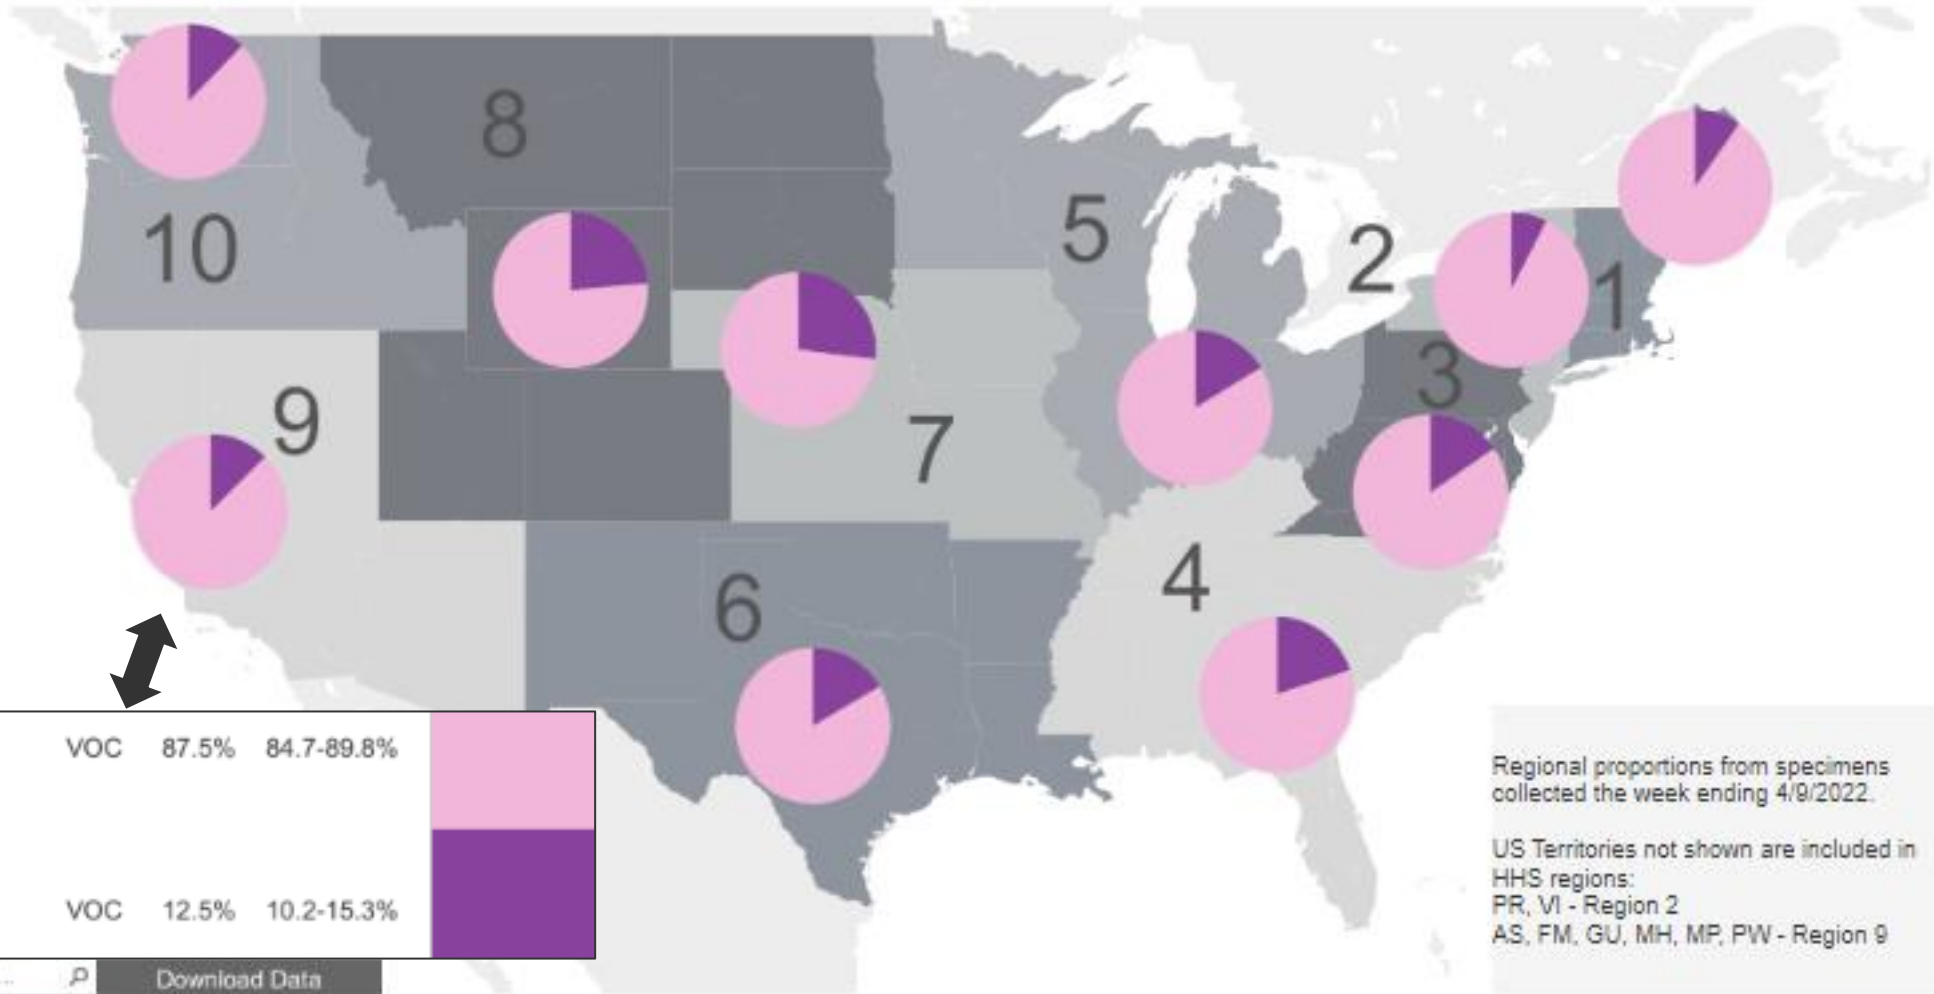 8
10
5
2
1
3
9
7
4
6
VOC 87.5% 84.7-89.8%
VOC 12.5% 10.2-15.3%
... Download Data
Regional proportions from specimens
collected the week ending 4/9/2022.
US Territories not shown are included in
HHS regions:
PR, VI - Region 2
AS, FM, GU, MH, MP, PW - Region 9